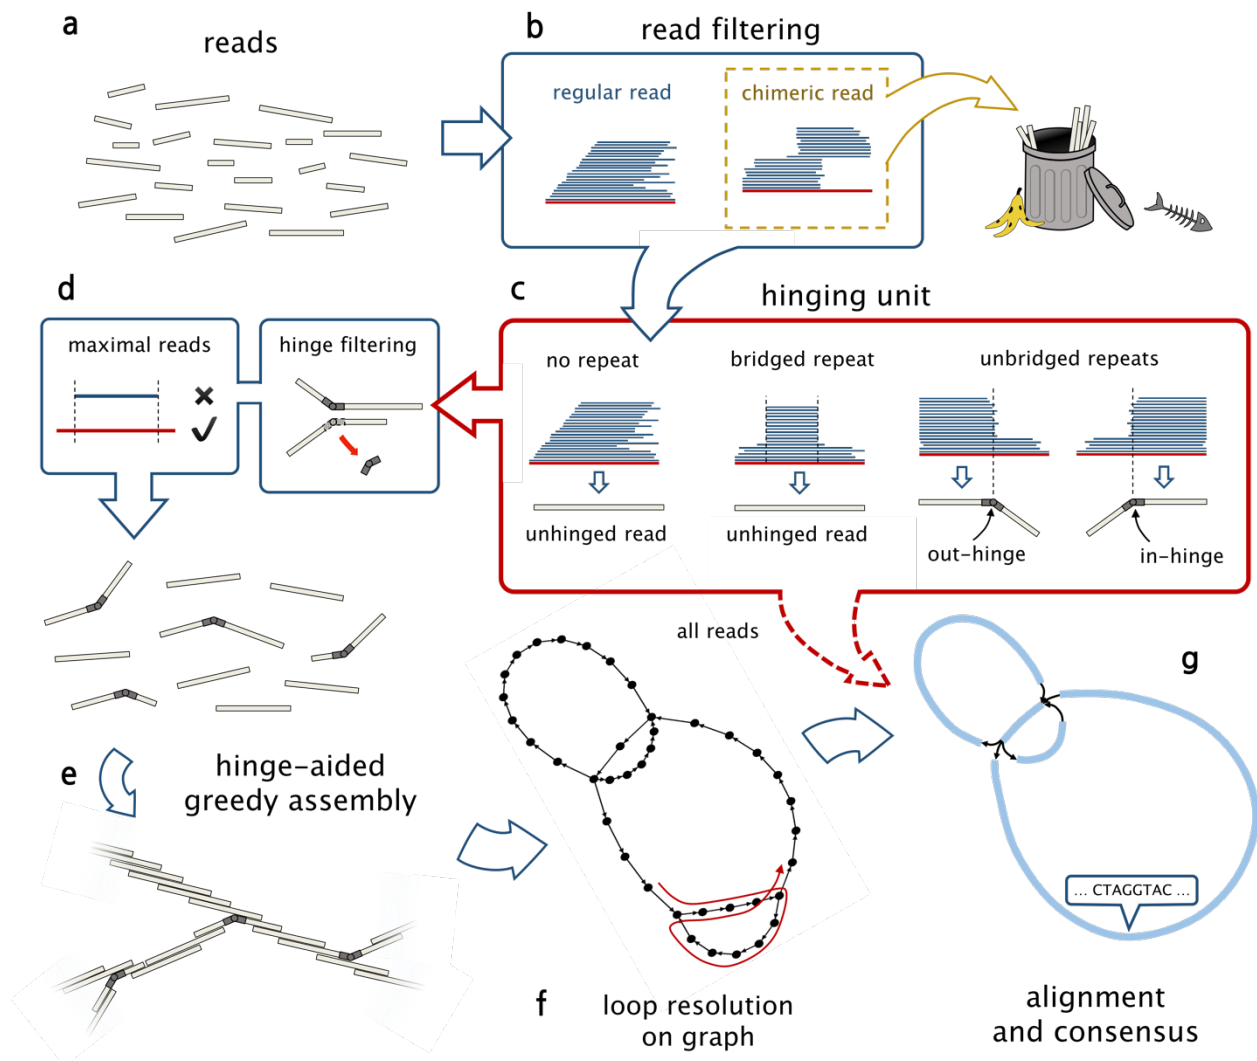 a
reads
b
read filtering
regular read
chimeric read
c
hinging unit
no repeat
bridged repeat
unbridged repeats
unhinged read
unhinged read
out-hinge
in-hinge
d
maximal reads
hinge filtering
all reads
e
hinge-aided
greedy assembly
f
loop resolution
on graph
g
... CTAGGTAC ...
alignment
and consensus